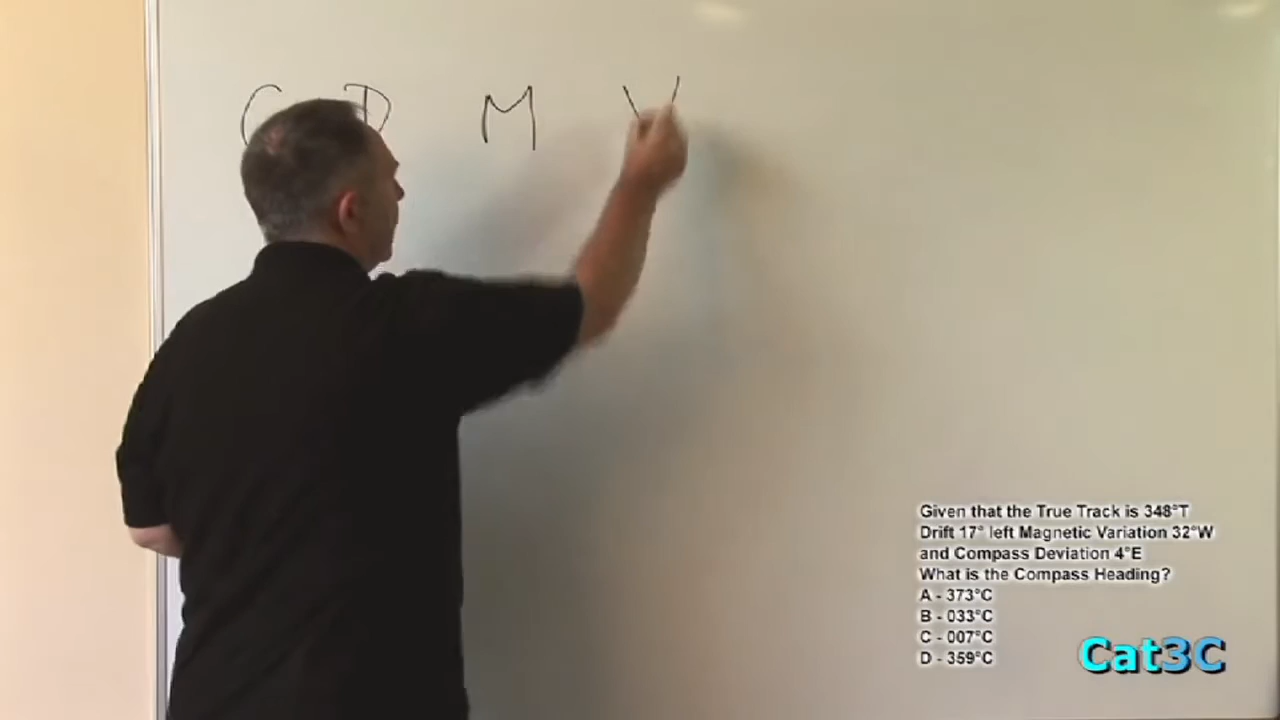 C D M V
Given that the True Track is 348°T
Drift 17° left Magnetic Variation 32°W
and Compass Deviation 4°E
What is the Compass Heading?
A - 373°C
B - 033°C
C - 007°C
D - 359°C
Cat3C